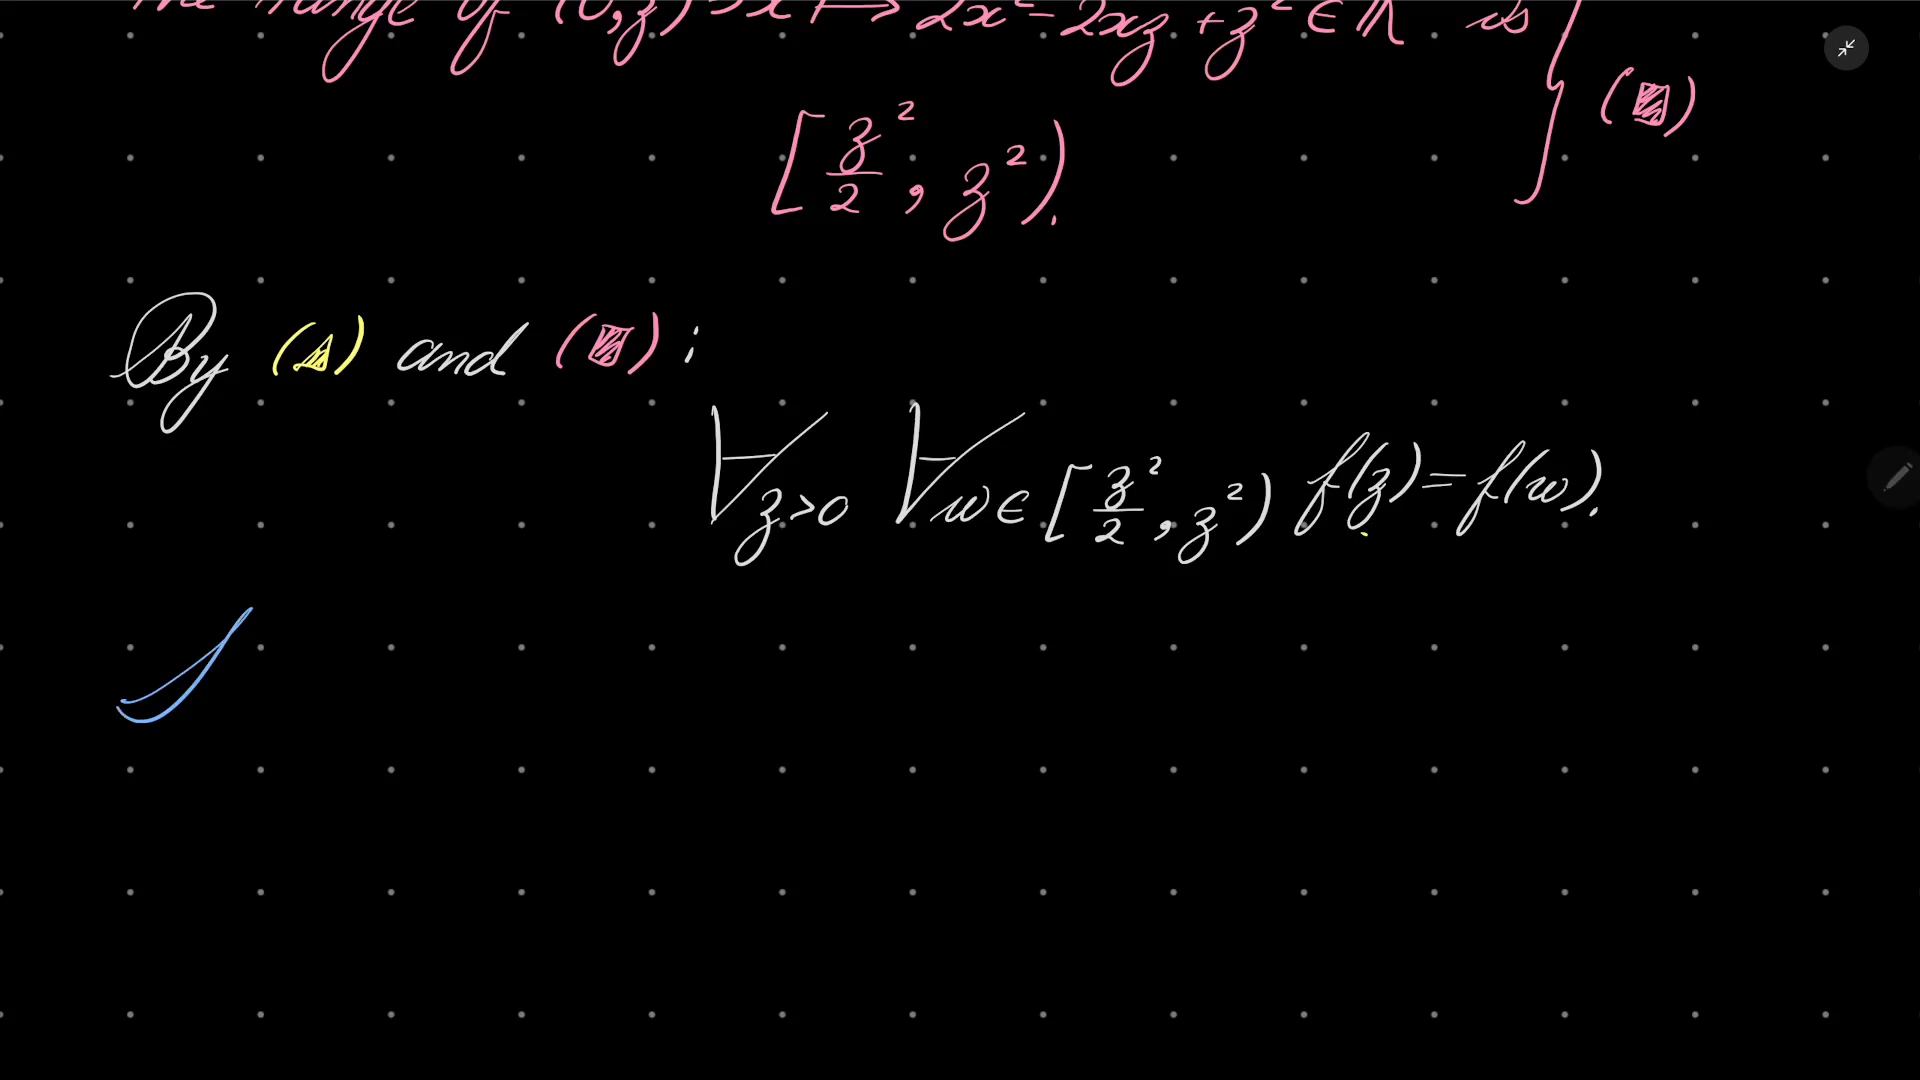 The range of (0,z)∋x↦2x²-2xz+z²∈ℝ is
[z²/2, z²). } (■)
By (▲) and (■):
∀z>0 ∀w∈[z²/2, z²) f(z)=f(w).